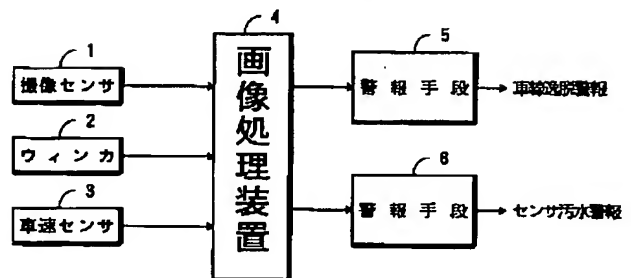 1
撮像センサ
2
ウィンカ
3
車速センサ
4
画像処理装置
5
警報手段
車線逸脱警報
6
警報手段
センサ汚水警報